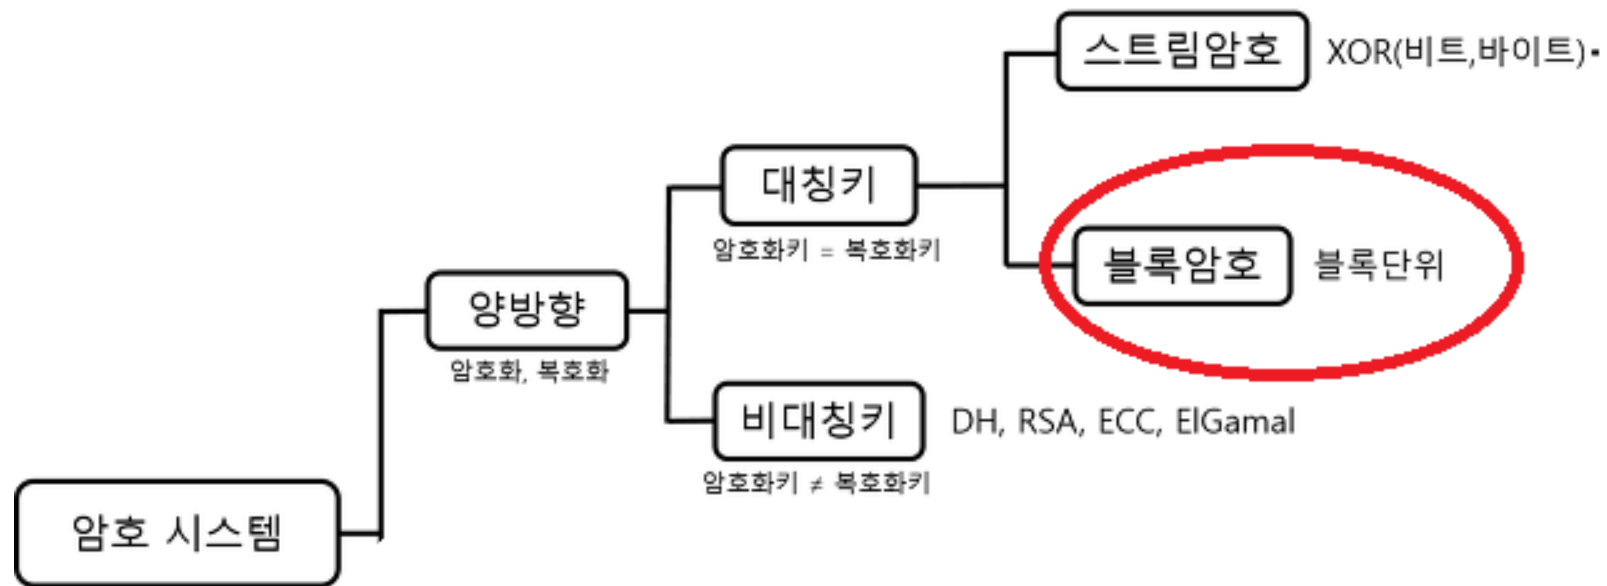 스트림암호 XOR(비트,바이트)
대칭키
암호화키 = 복호화키
블록암호 블록단위
양방향
암호화, 복호화
비대칭키 DH, RSA, ECC, ElGamal
암호화키 ≠ 복호화키
암호 시스템